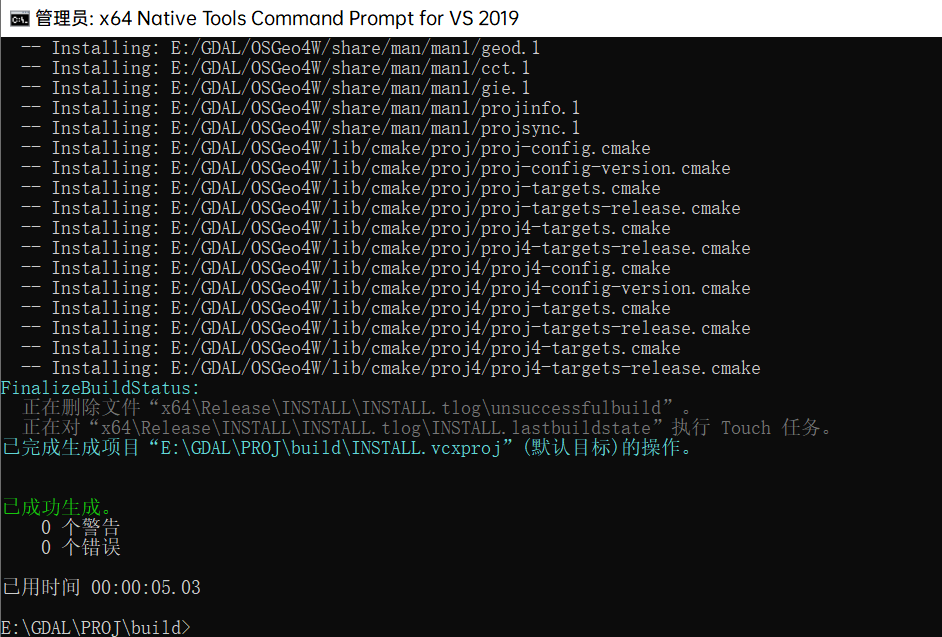 管理员: x64 Native Tools Command Prompt for VS 2019
-- Installing: E:/GDAL/OSGeo4W/share/man/man1/geod.1
-- Installing: E:/GDAL/OSGeo4W/share/man/man1/cct.1
-- Installing: E:/GDAL/OSGeo4W/share/man/man1/gie.1
-- Installing: E:/GDAL/OSGeo4W/share/man/man1/projinfo.1
-- Installing: E:/GDAL/OSGeo4W/share/man/man1/projsync.1
-- Installing: E:/GDAL/OSGeo4W/lib/cmake/proj/proj-config.cmake
-- Installing: E:/GDAL/OSGeo4W/lib/cmake/proj/proj-config-version.cmake
-- Installing: E:/GDAL/OSGeo4W/lib/cmake/proj/proj-targets.cmake
-- Installing: E:/GDAL/OSGeo4W/lib/cmake/proj/proj-targets-release.cmake
-- Installing: E:/GDAL/OSGeo4W/lib/cmake/proj/proj4-targets.cmake
-- Installing: E:/GDAL/OSGeo4W/lib/cmake/proj/proj4-targets-release.cmake
-- Installing: E:/GDAL/OSGeo4W/lib/cmake/proj4/proj4-config.cmake
-- Installing: E:/GDAL/OSGeo4W/lib/cmake/proj4/proj4-config-version.cmake
-- Installing: E:/GDAL/OSGeo4W/lib/cmake/proj4/proj-targets.cmake
-- Installing: E:/GDAL/OSGeo4W/lib/cmake/proj4/proj-targets-release.cmake
-- Installing: E:/GDAL/OSGeo4W/lib/cmake/proj4/proj4-targets.cmake
-- Installing: E:/GDAL/OSGeo4W/lib/cmake/proj4/proj4-targets-release.cmake
FinalizeBuildStatus:
正在删除文件“x64\Release\INSTALL\INSTALL.tlog\unsuccessfulbuild”。
正在对“x64\Release\INSTALL\INSTALL.tlog\INSTALL.lastbuildstate”执行 Touch 任务。
已完成生成项目“E:\GDAL\PROJ\build\INSTALL.vcxproj”(默认目标)的操作。
已成功生成。
0 个警告
0 个错误
已用时间 00:00:05.03
E:\GDAL\PROJ\build>